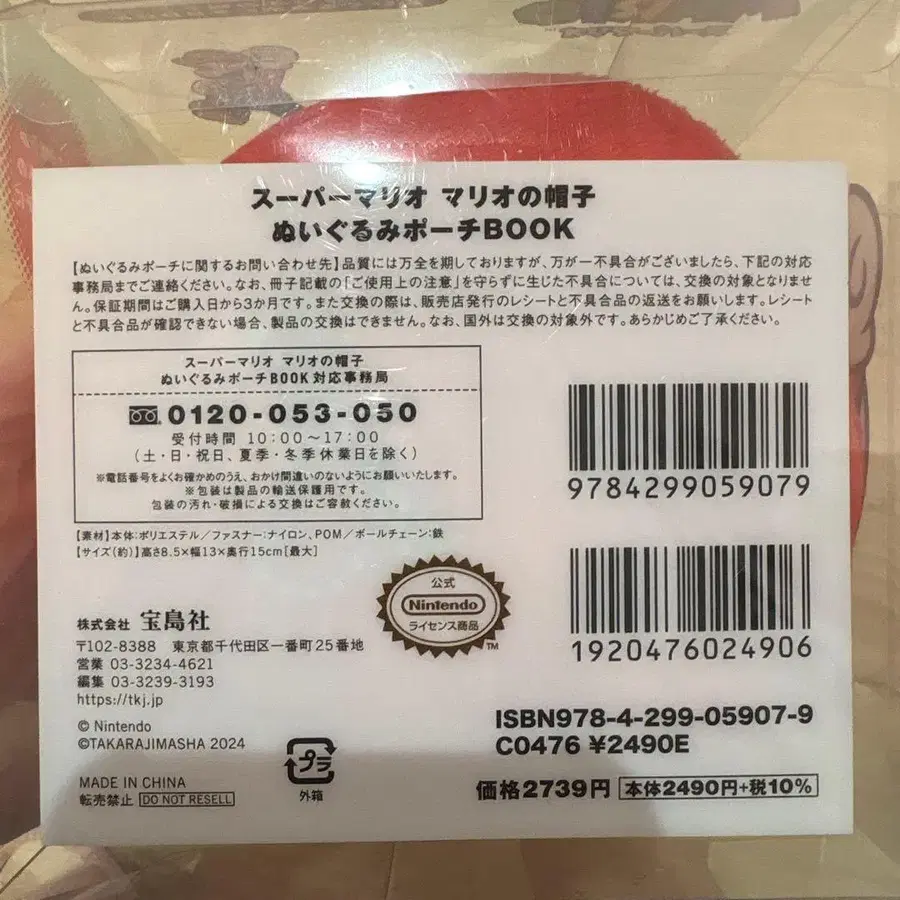 スーパーマリオ マリオの帽子
ぬいぐるみポーチBOOK
【ぬいぐるみポーチに関するお問い合わせ先】品質には万全を期しておりますが、万が一不具合がございましたら、下記の対応
事務局までご連絡ください。なお、冊子記載の「ご使用上の注意」を守らずに生じた不具合については、交換の対象となりませ
ん。保証期間はご購入日から3か月です。また交換の際は、販売店発行のレシートと不具合品の返送をお願いします。レシート
と不具合品が確認できない場合、製品の交換はできません。なお、国外は交換の対象外です。あらかじめご了承ください。
スーパーマリオ マリオの帽子
ぬいぐるみポーチBOOK対応事務局
0120-053-050
受付時間 10:00～17:00
(土・日・祝日、夏季・冬季休業日を除く)
※電話番号をよくお確かめのうえ、おかけ間違いのないようにお願いいたします。
※包装は製品の輸送保護用です。
包装の汚れ・破損による交換はご容赦ください。
【素材】本体:ポリエステル/ファスナー:ナイロン、POM/ボールチェーン:鉄
【サイズ(約)】高さ8.5×幅13×奥行15cm[最大]
9784299059079
1920476024906
公式
Nintendo
ライセンス商品
TM
株式会社 宝島社
〒102-8388 東京都千代田区一番町25番地
営業 03-3234-4621
編集 03-3239-3193
https://tkj.jp
© Nintendo
©TAKARAJIMASHA 2024
MADE IN CHINA
転売禁止 DO NOT RESELL
プラ
外箱
ISBN978-4-299-05907-9
C0476 ¥2490E
価格2739円 本体2490円+税10%